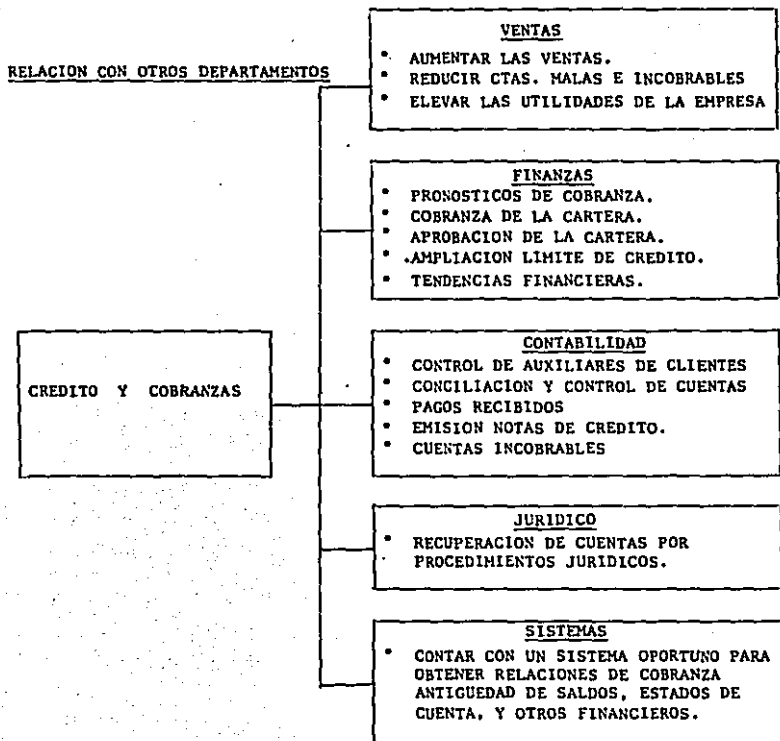 RELACION CON OTROS DEPARTAMENTOS
VENTAS
* AUMENTAR LAS VENTAS.
* REDUCIR CTAS. MALAS E INCOBRABLES
* ELEVAR LAS UTILIDADES DE LA EMPRESA
FINANZAS
* PRONOSTICOS DE COBRANZA.
* COBRANZA DE LA CARTERA.
* APROBACION DE LA CARTERA.
* .AMPLIACION LIMITE DE CREDITO.
* TENDENCIAS FINANCIERAS.
CREDITO Y COBRANZAS
CONTABILIDAD
* CONTROL DE AUXILIARES DE CLIENTES
* CONCILIACION Y CONTROL DE CUENTAS
* PAGOS RECIBIDOS
* EMISION NOTAS DE CREDITO.
* CUENTAS INCOBRABLES
JURIDICO
* RECUPERACION DE CUENTAS POR
PROCEDIMIENTOS JURIDICOS.
SISTEMAS
* CONTAR CON UN SISTEMA OPORTUNO PARA
OBTENER RELACIONES DE COBRANZA
ANTIGUEDAD DE SALDOS, ESTADOS DE
CUENTA, Y OTROS FINANCIEROS.